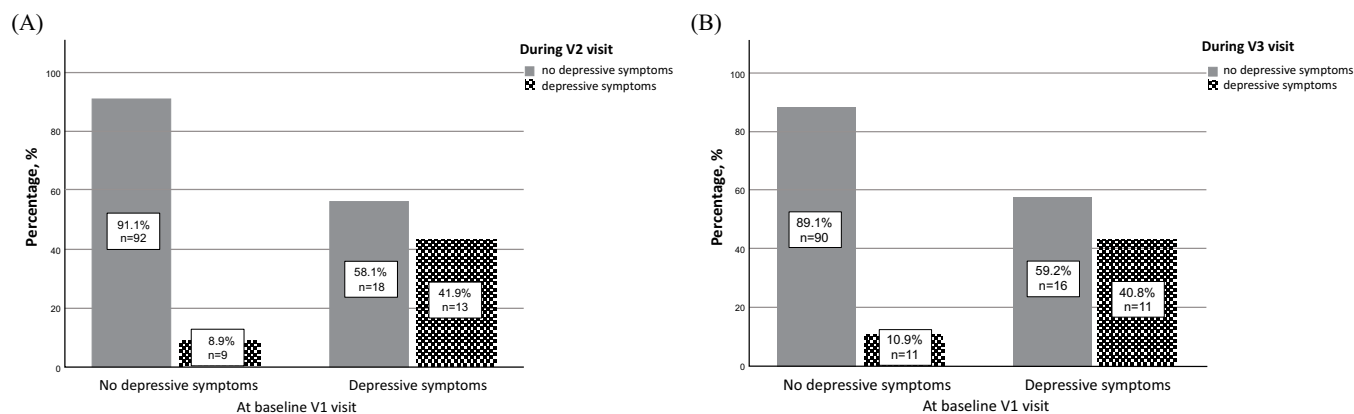 (A)
During V2 visit
no depressive symptoms
depressive symptoms
Percentage, %
100
80
60
40
20
0
91.1%
n=92
8.9%
n=9
58.1%
n=18
41.9%
n=13
No depressive symptoms
Depressive symptoms
At baseline V1 visit
(B)
During V3 visit
no depressive symptoms
depressive symptoms
Percentage, %
100
80
60
40
20
0
89.1%
n=90
10.9%
n=11
59.2%
n=16
40.8%
n=11
No depressive symptoms
Depressive symptoms
At baseline V1 visit